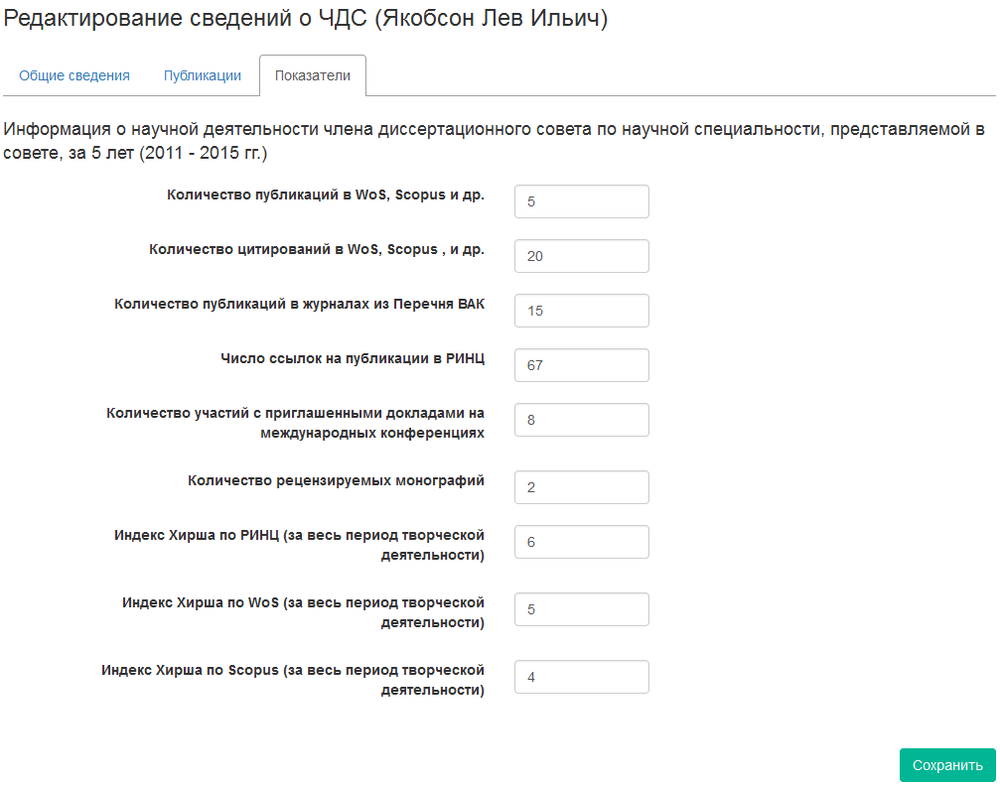 Редактирование сведений о ЧДС (Якобсон Лев Ильич)
Общие сведения Публикации Показатели
Информация о научной деятельности члена диссертационного совета по научной специальности, представляемой в
совете, за 5 лет (2011 - 2015 гг.)
Количество публикаций в WoS, Scopus и др. 5
Количество цитирований в WoS, Scopus , и др. 20
Количество публикаций в журналах из Перечня ВАК 15
Число ссылок на публикации в РИНЦ 67
Количество участий с приглашенными докладами на
международных конференциях 8
Количество рецензируемых монографий 2
Индекс Хирша по РИНЦ (за весь период творческой
деятельности) 6
Индекс Хирша по WoS (за весь период творческой
деятельности) 5
Индекс Хирша по Scopus (за весь период творческой
деятельности) 4
Сохранить